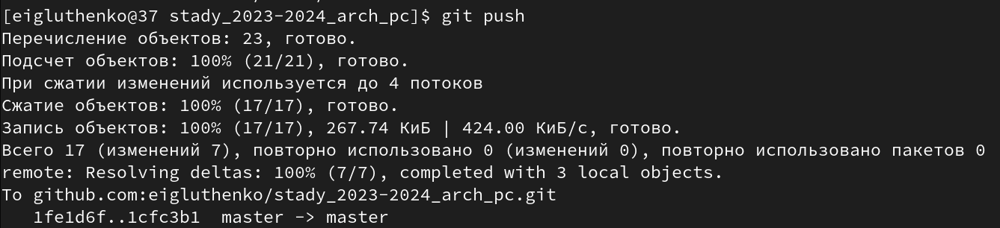 [eigluthenko@37 stady_2023-2024_arch_pc]$ git push
Перечисление объектов: 23, готово.
Подсчет объектов: 100% (21/21), готово.
При сжатии изменений используется до 4 потоков
Сжатие объектов: 100% (17/17), готово.
Запись объектов: 100% (17/17), 267.74 КиБ | 424.00 КиБ/с, готово.
Всего 17 (изменений 7), повторно использовано 0 (изменений 0), повторно использовано пакетов 0
remote: Resolving deltas: 100% (7/7), completed with 3 local objects.
To github.com:eigluthenko/stady_2023-2024_arch_pc.git
   1fe1d6f..1cfc3b1  master -> master